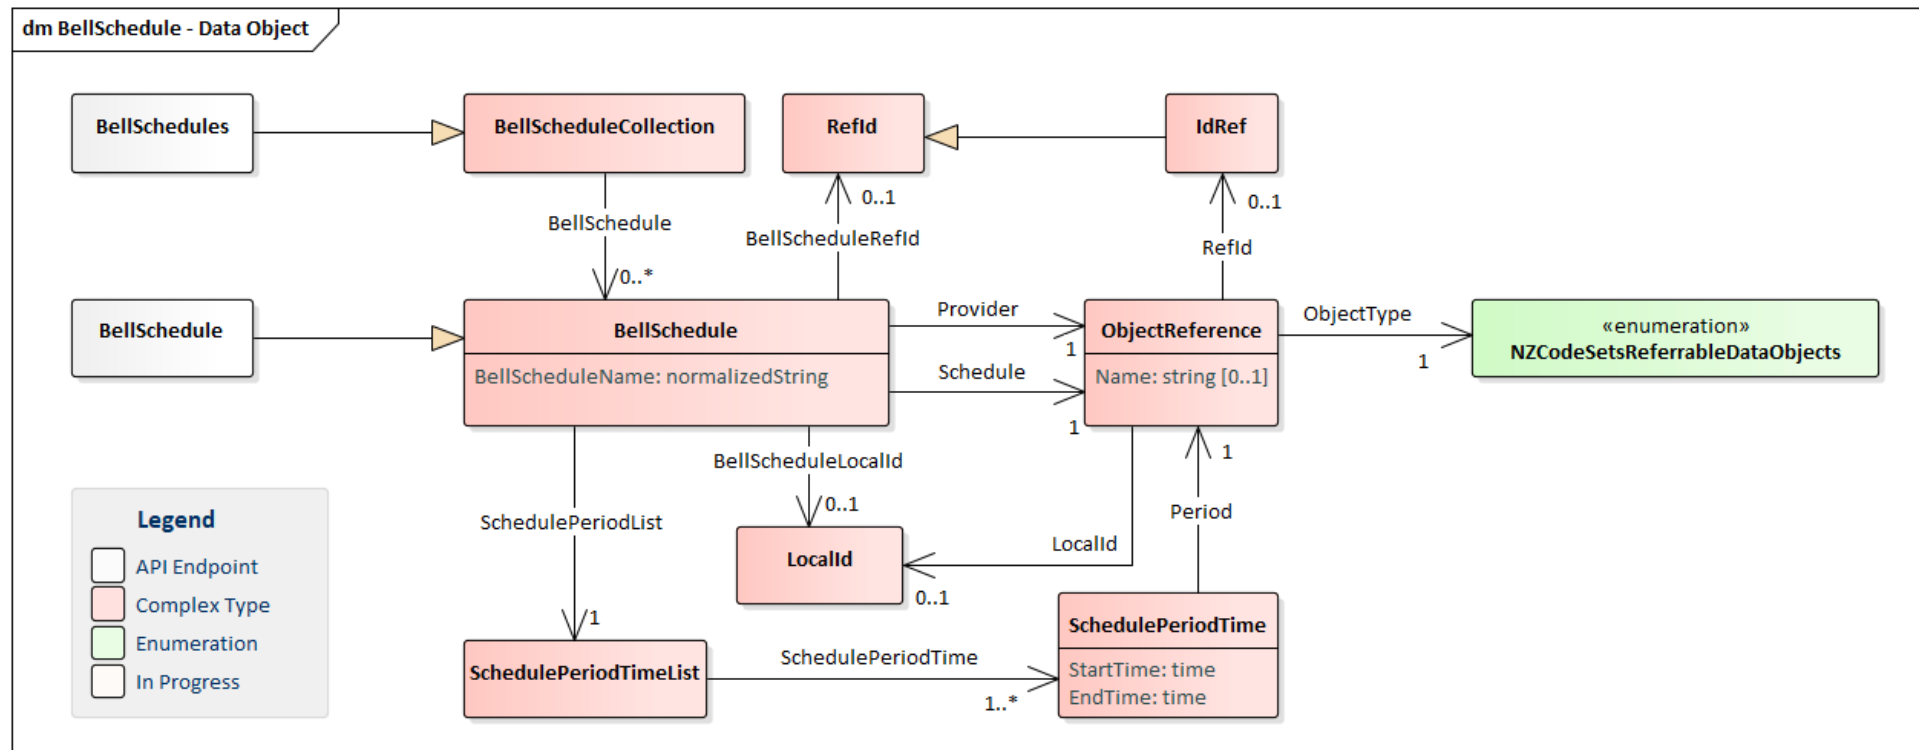 dm BellSchedule - Data Object
BellSchedules
BellScheduleCollection
RefId
IdRef
0..1
0..1
BellSchedule
BellScheduleRefId
RefId
0..*
BellSchedule
BellSchedule
BellScheduleName: normalizedString
Provider
1
Schedule
1
ObjectReference
Name: string [0..1]
ObjectType
1
«enumeration»
NZCodeSetsReferrableDataObjects
BellScheduleLocalId
0..1
1
Period
SchedulePeriodList
LocalId
LocalId
0..1
1
SchedulePeriodTimeList
SchedulePeriodTime
1..*
SchedulePeriodTime
StartTime: time
EndTime: time
Legend
API Endpoint
Complex Type
Enumeration
In Progress